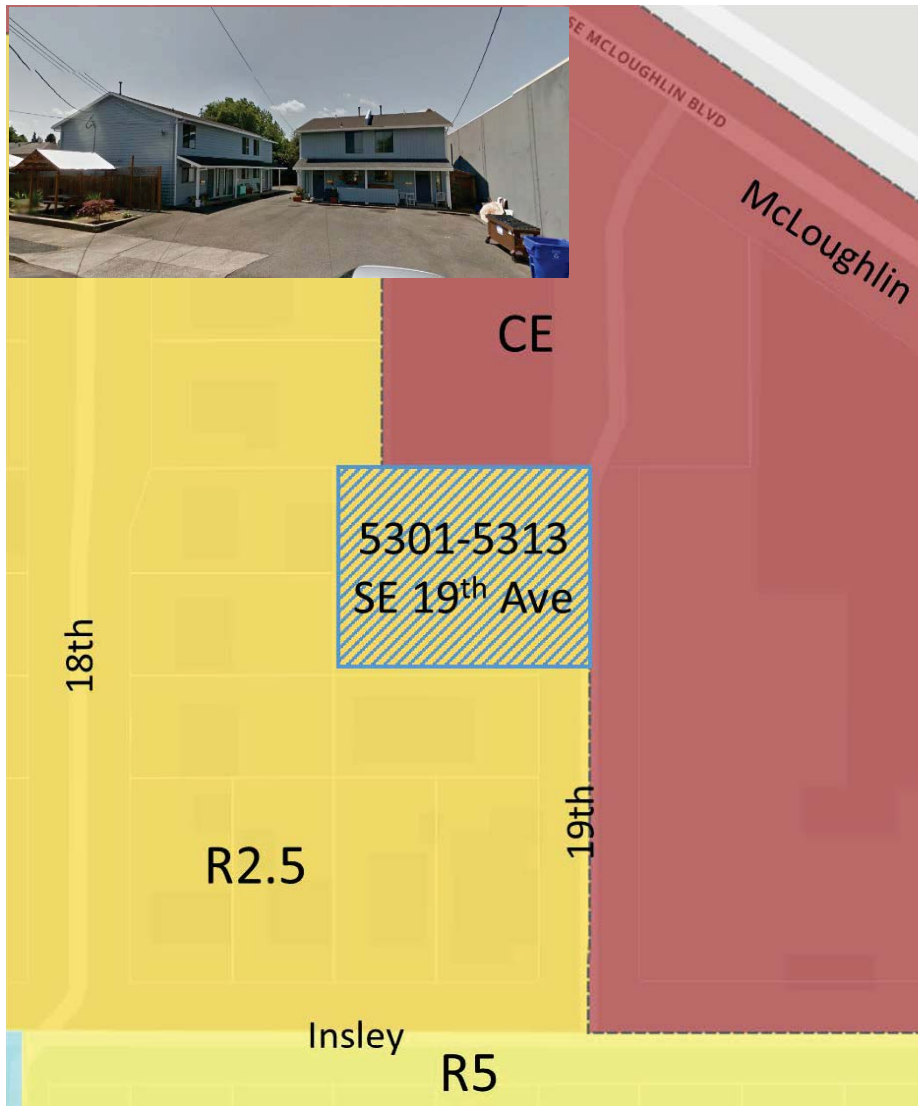 SE MCLOUGHLIN BLVD
McLoughlin
CE
5301-5313
SE 19th Ave
18th
19th
R2.5
Insley
R5